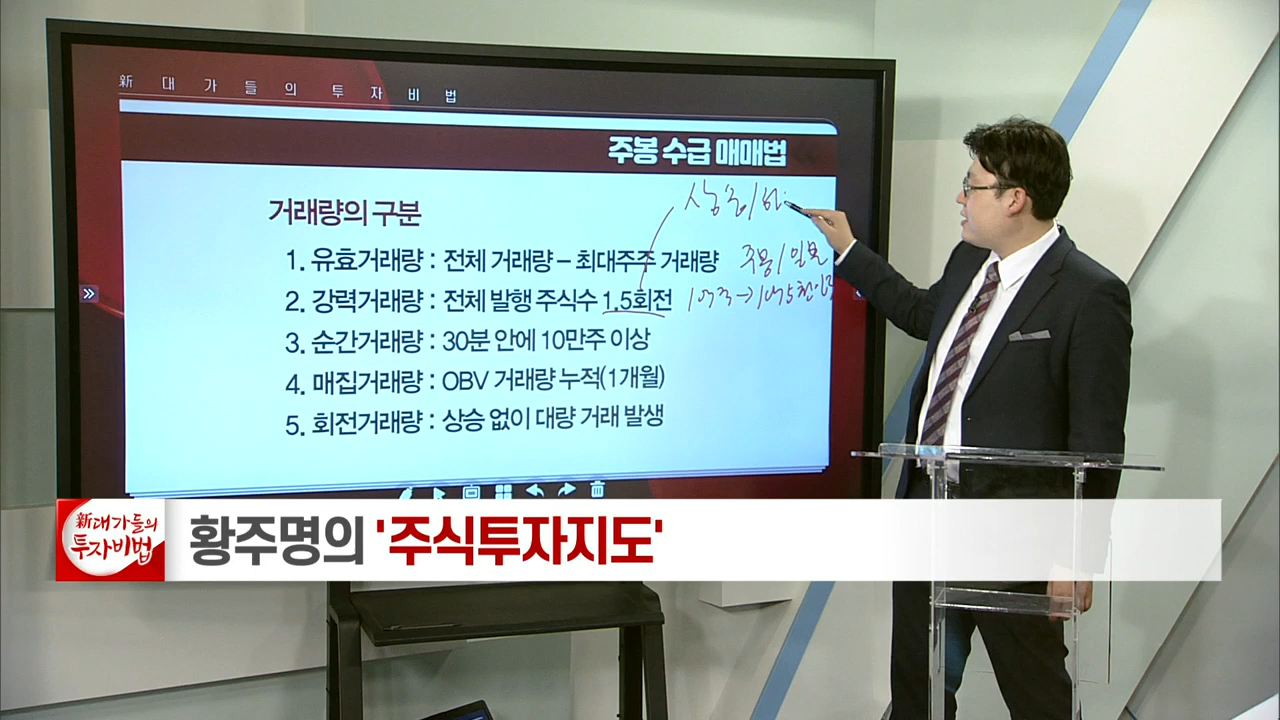 新 대가들의 투자비법
주봉 수급 매매법
거래량의 구분
1. 유효거래량 : 전체 거래량 – 최대주주 거래량
주봉/일봉
2. 강력거래량 : 전체 발행 주식수 1.5회전
3. 순간거래량 : 30분 안에 10만주 이상
4. 매집거래량 : OBV 거래량 누적(1개월)
5. 회전거래량 : 상승 없이 대량 거래 발생
新대가들의
투자비법
황주명의 '주식투자지도'